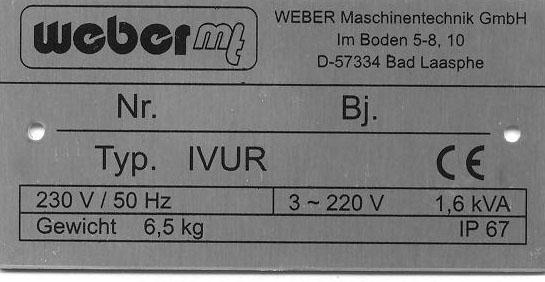 weber mt
WEBER Maschinentechnik GmbH
Im Boden 5-8, 10
D-57334 Bad Laasphe
Nr. Bj.
Typ. IVUR CE
230 V / 50 Hz 3 ~ 220 V 1,6 kVA
Gewicht 6,5 kg IP 67